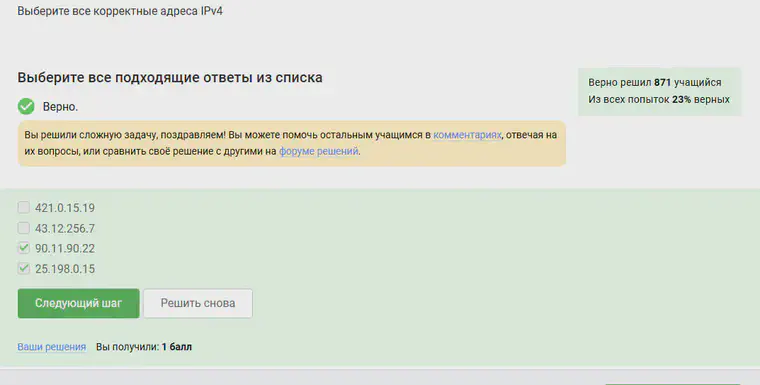 Выберите все корректные адреса IPv4
Выберите все подходящие ответы из списка
Верно.
Вы решили сложную задачу, поздравляем! Вы можете помочь остальным учащимся в комментариях, отвечая на
их вопросы, или сравнить своё решение с другими на форуме решений.
Верно решил 871 учащийся
Из всех попыток 23% верных
421.0.15.19
43.12.256.7
90.11.90.22
25.198.0.15
Следующий шаг
Решить снова
Ваши решения Вы получили: 1 балл